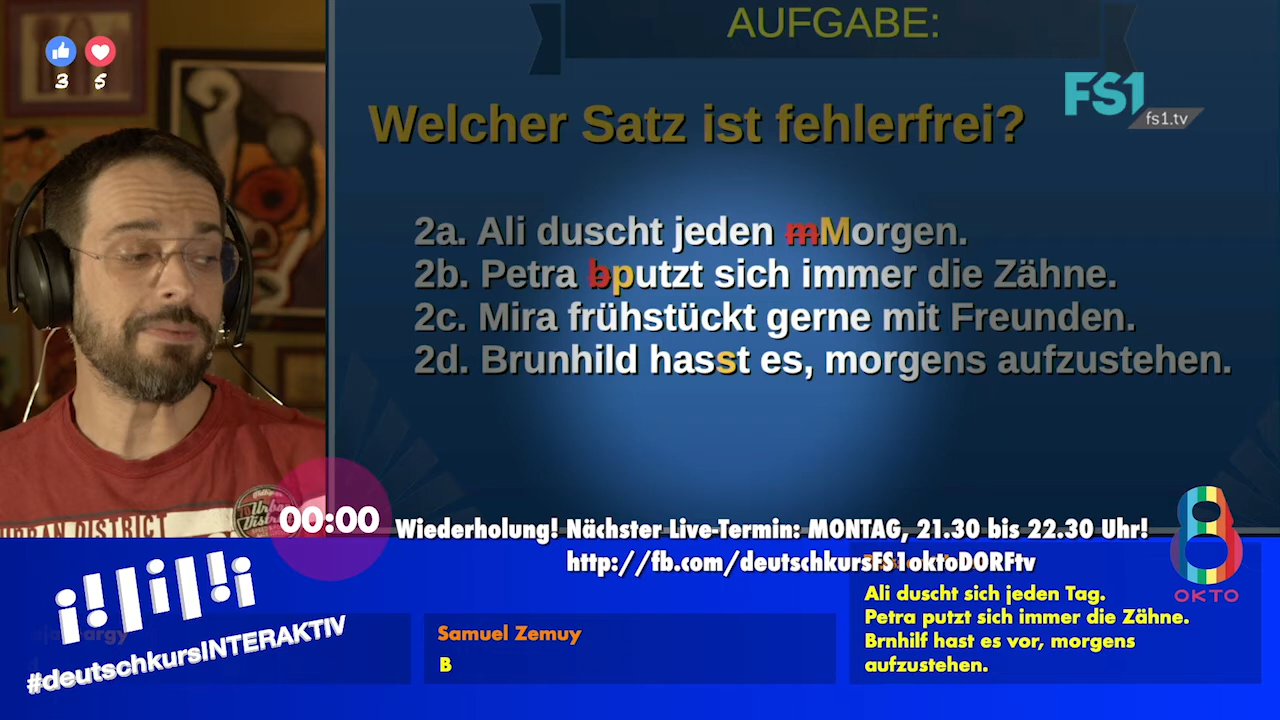 AUFGABE:
3 5
FS1
fs1.tv
Welcher Satz ist fehlerfrei?
2a. Ali duscht jeden mMorgen.
2b. Petra bputzt sich immer die Zähne.
2c. Mira frühstückt gerne mit Freunden.
2d. Brunhild hasst es, morgens aufzustehen.
URBAN DISTRICT
00:00
Wiederholung! Nächster Live-Termin: MONTAG, 21.30 bis 22.30 Uhr!
http://fb.com/deutschkursFS1oktoDORFtv
OKTO
#deutschkursINTERAKTIV
Samuel Zemuy
B
Ali duscht sich jeden Tag.
Petra putzt sich immer die Zähne.
Brnhilf hast es vor, morgens
aufzustehen.